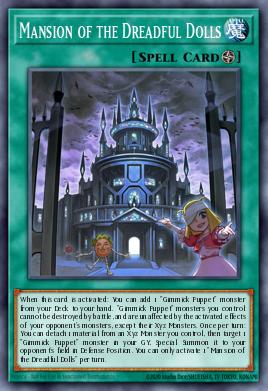 Mansion of the Dreadful Dolls 魔
[Spell Card]
When this card is activated: You can add 1 "Gimmick Puppet" monster
from your Deck to your hand. "Gimmick Puppet" monsters you control
cannot be destroyed by battle, and are unaffected by the activated effects
of your opponent's monsters, except their Xyz Monsters. Once per turn:
You can detach 1 material from an Xyz Monster you control, then target 1
"Gimmick Puppet" monster in your GY; Special Summon it to your
opponent's field in Defense Position. You can only activate 1 "Mansion of
the Dreadful Dolls" per turn.